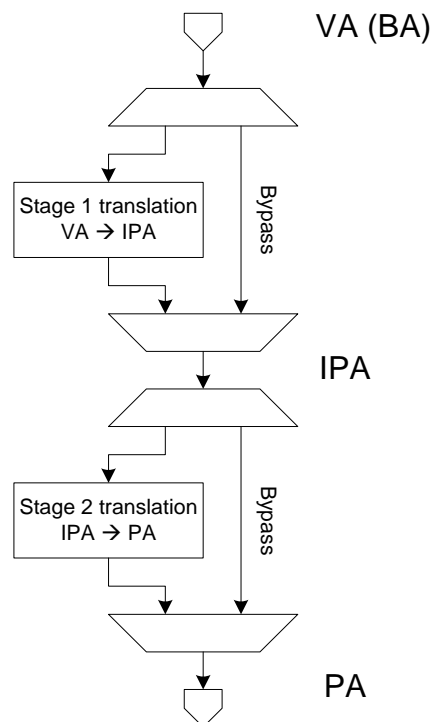 VA (BA)
Stage 1 translation
VA → IPA
Bypass
IPA
Stage 2 translation
IPA → PA
Bypass
PA